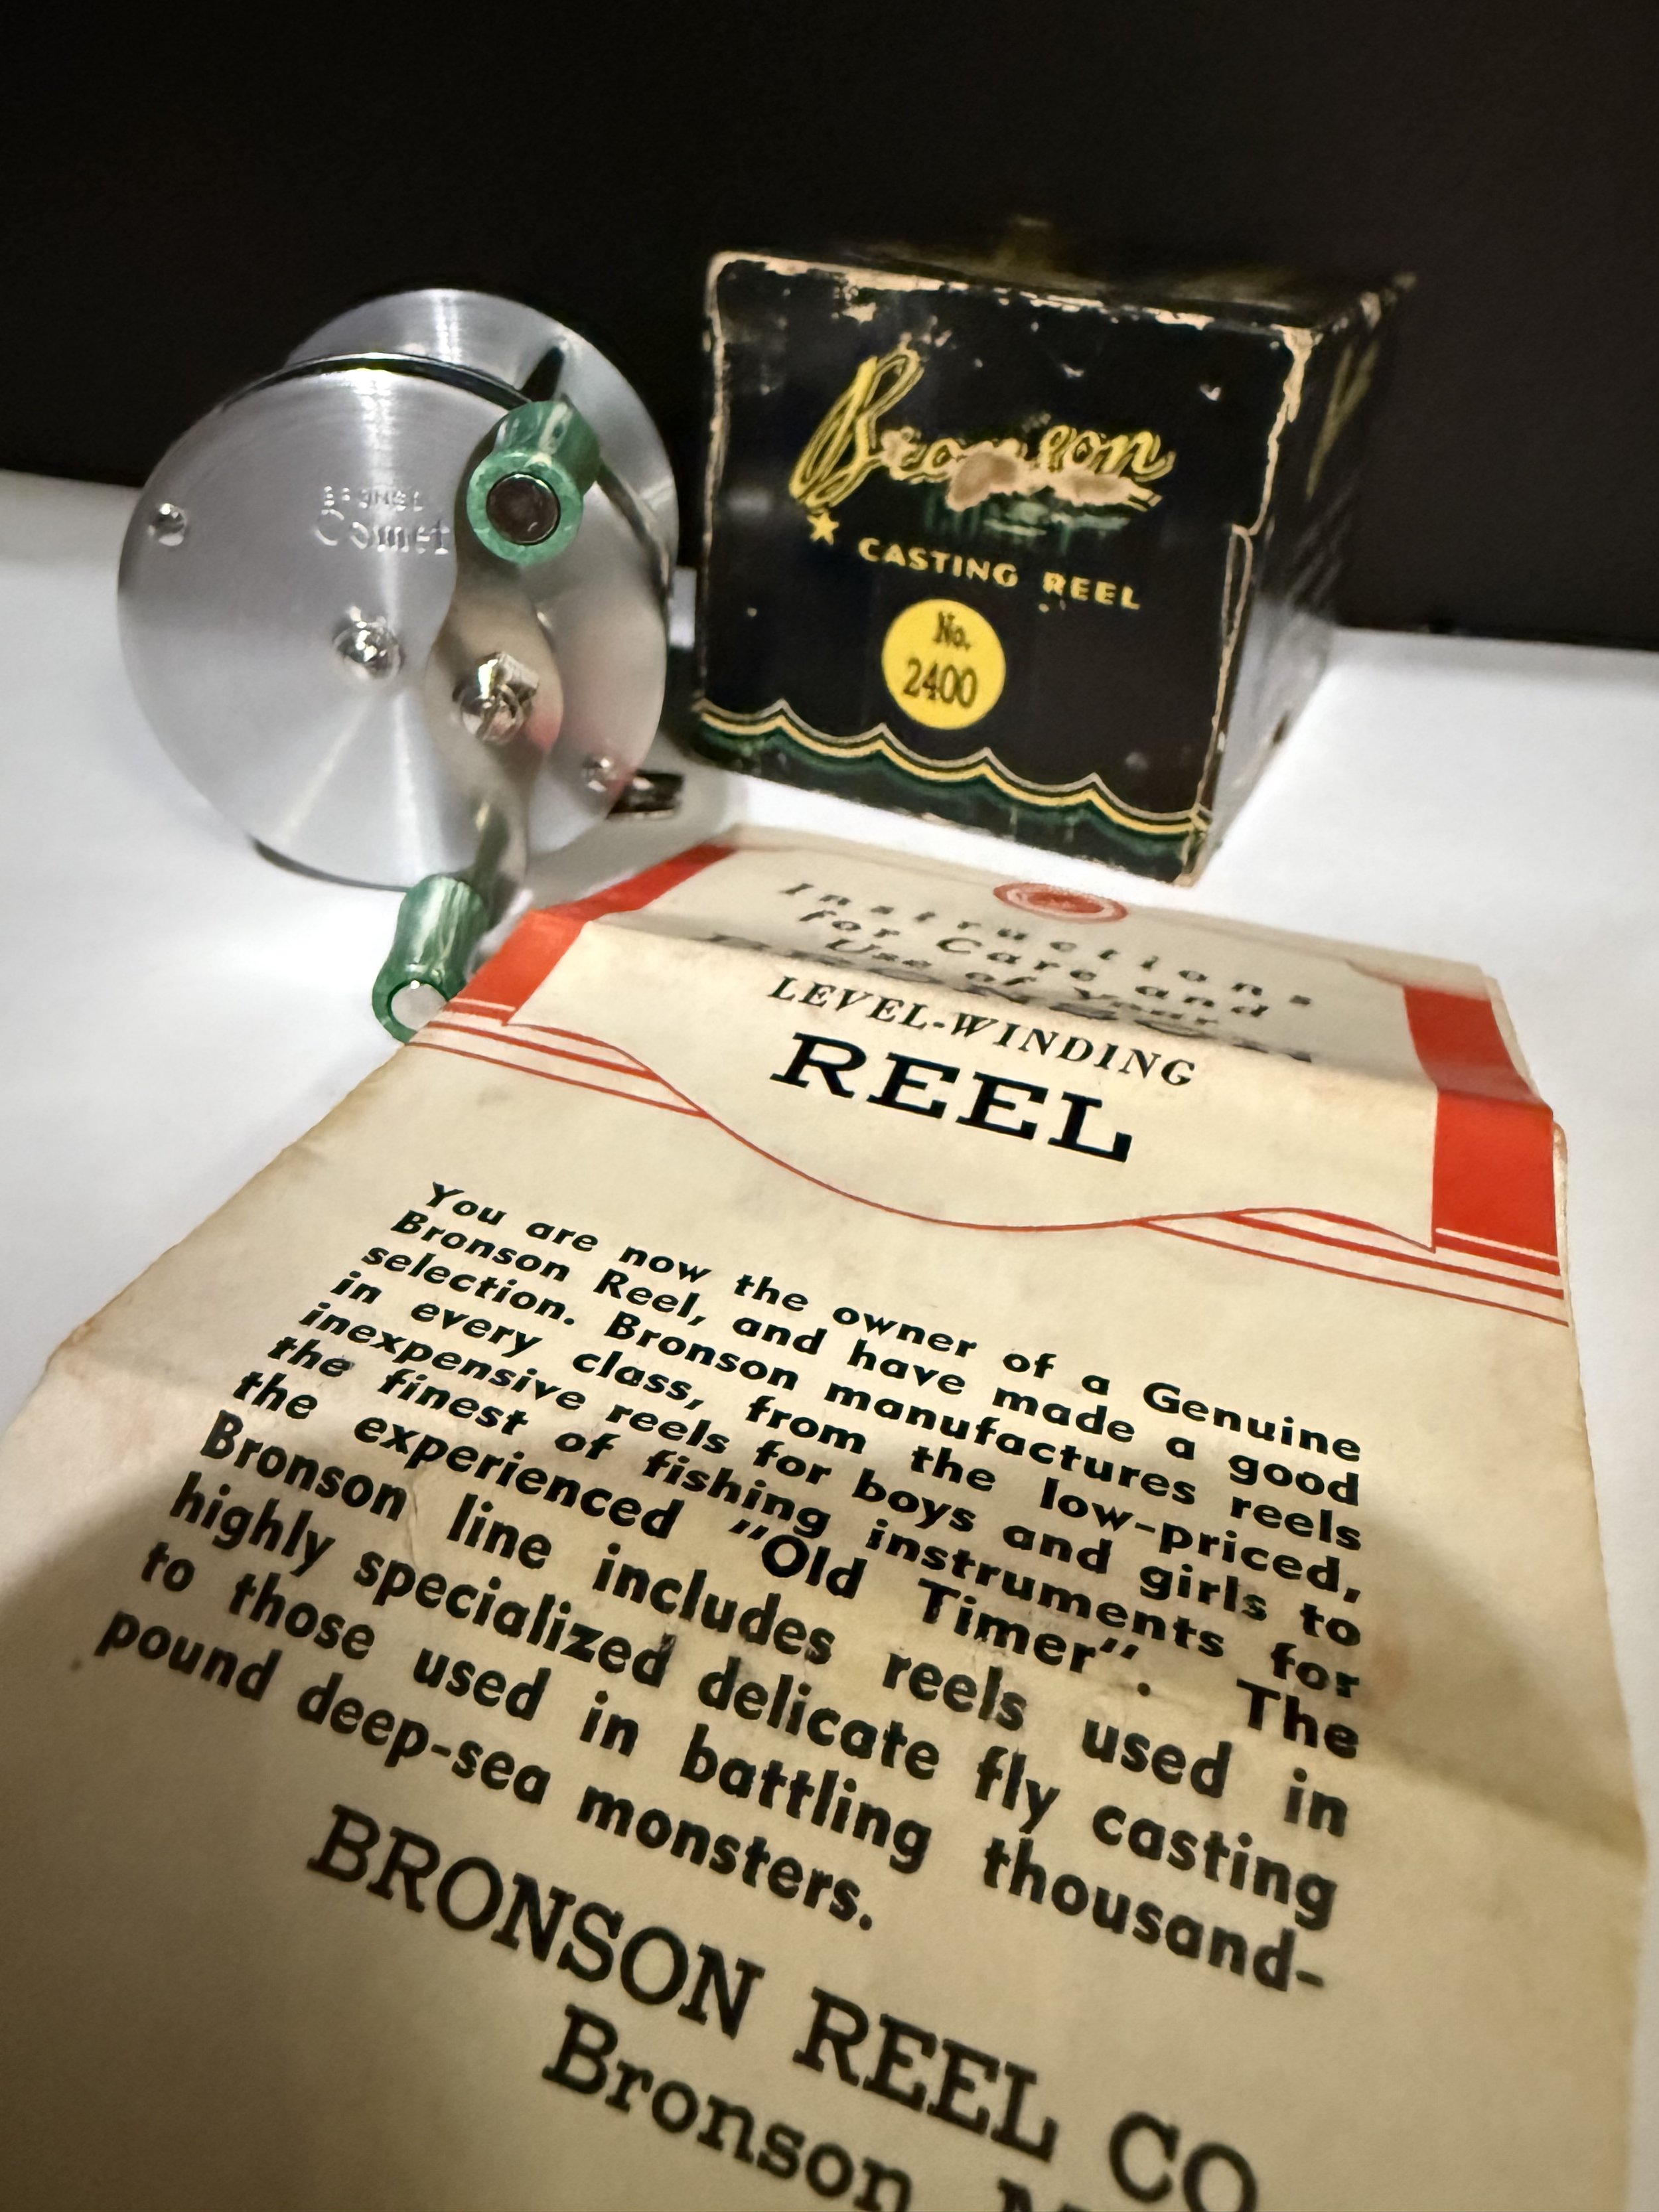 Comet
Bronson
CASTING REEL
No.
2400
Instructions
for Care and
Use of Your
BRONSON
LEVEL-WINDING
REEL
You are now the owner of a Genuine
Bronson Reel, and have made a good
selection. Bronson manufactures reels
in every class, from the low-priced,
inexpensive reels for boys and girls to
the finest of fishing instruments for
the experienced "Old Timer". The
Bronson line includes reels used in
highly specialized delicate fly casting
to those used in battling thousand-
pound deep-sea monsters.
BRONSON REEL CO
Bronson